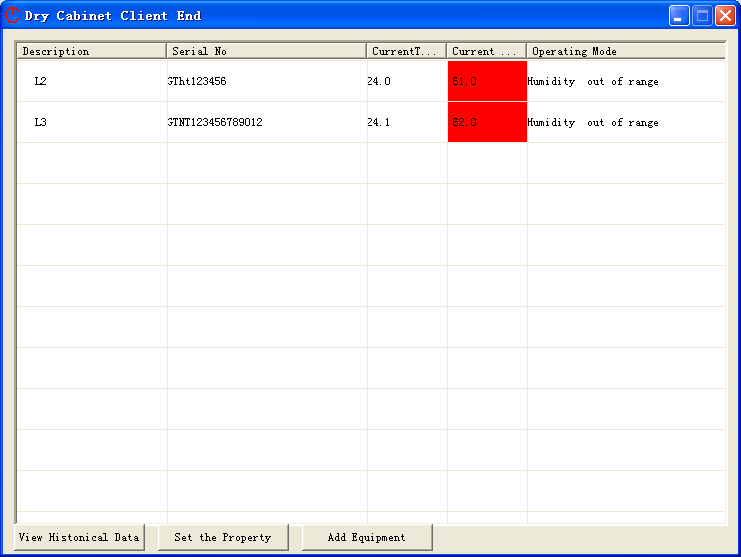 Dry Cabinet Client End
Description Serial No CurrentT... Current ... Operating Mode
L2 GTht123456 24.0 61.0 Humidity out of range
L3 GTNT123456789012 24.1 62.0 Humidity out of range
View Histonical Data Set the Property Add Equipment